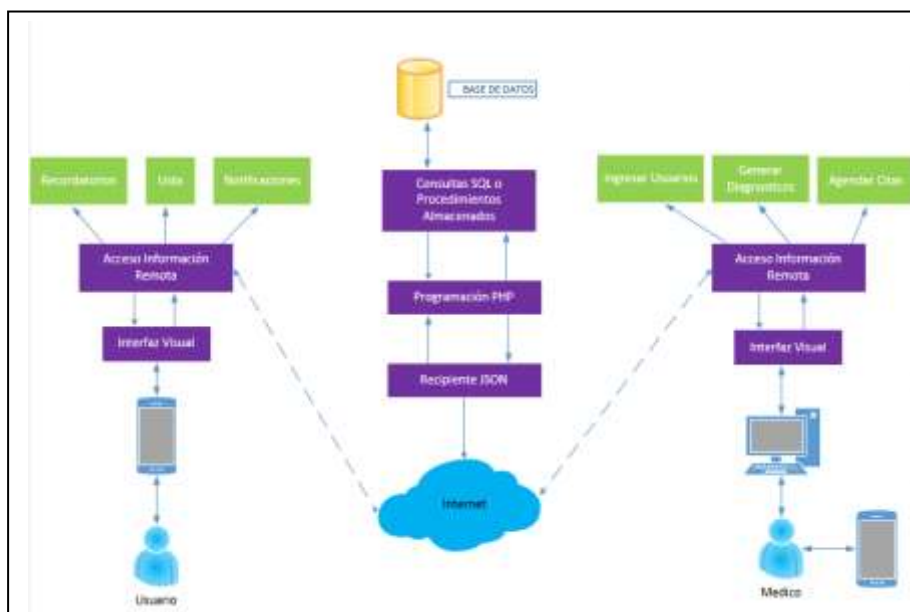 BASE DE DATOS
Recordatorios
Lista
Notificaciones
Consultas SQL o
Procedimientos
Almacenados
Ingresar Usuarios
Generar
Diagnosticos
Agendar Citas
Acceso Información
Remota
Programación PHP
Acceso Información
Remota
Interfaz Visual
Recipiente JSON
Interfaz Visual
Internet
Usuario
Medico